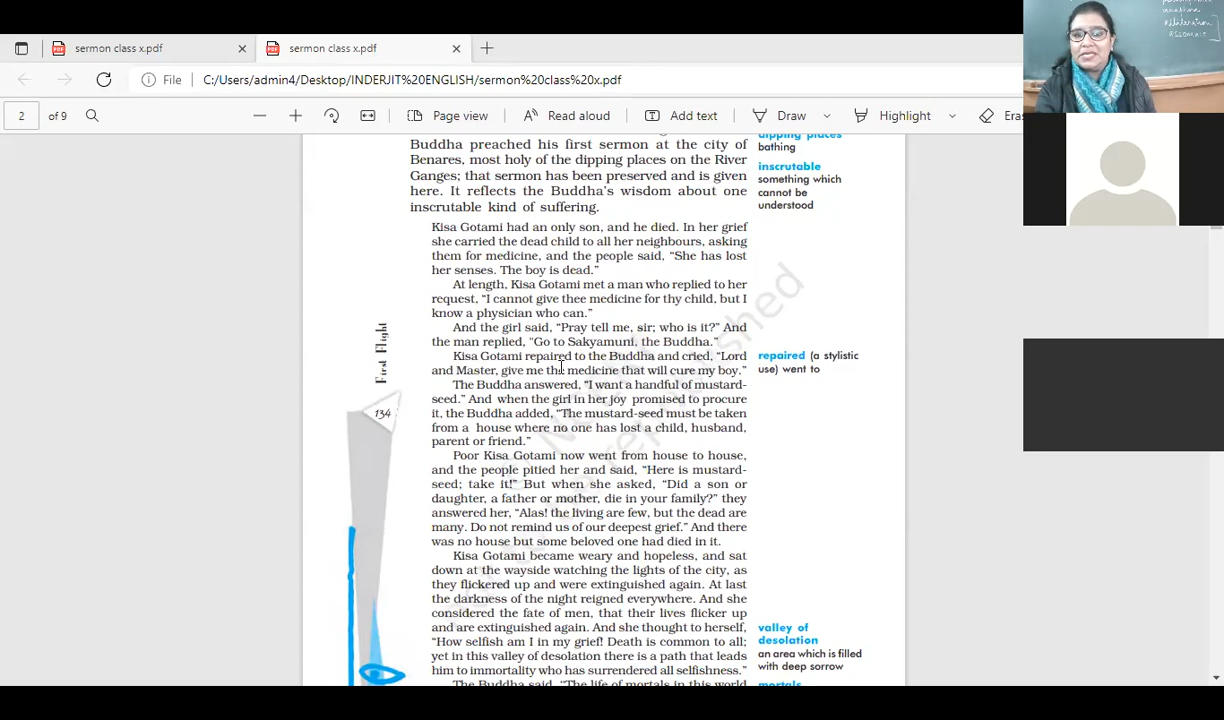 sermon class x.pdf
sermon class x.pdf
File
C:/Users/admin4/Desktop/INDERJIT%20ENGLISH/sermon%20class%20x.pdf
2
of 9
Page view
Read aloud
Add text
Draw
Highlight
Buddha preached his first sermon at the city of
Benares, most holy of the dipping places on the River
Ganges; that sermon has been preserved and is given
here. It reflects the Buddha's wisdom about one
inscrutable kind of suffering.
dipping places
bathing
inscrutable
something which
cannot be
understood
Kisa Gotami had an only son, and he died. In her grief
she carried the dead child to all her neighbours, asking
them for medicine, and the people said, “She has lost
her senses. The boy is dead.”
At length, Kisa Gotami met a man who replied to her
request, “I cannot give thee medicine for thy child, but I
know a physician who can.”
And the girl said, “Pray tell me, sir; who is it?” And
the man replied, “Go to Sakyamuni, the Buddha.”
Kisa Gotami repaired to the Buddha and cried, “Lord
and Master, give me the medicine that will cure my boy.”
repaired (a stylistic
use) went to
The Buddha answered, “I want a handful of mustard-
seed.” And when the girl in her joy promised to procure
it, the Buddha added, “The mustard-seed must be taken
from a house where no one has lost a child, husband,
parent or friend.”
Poor Kisa Gotami now went from house to house,
and the people pitied her and said, “Here is mustard-
seed; take it!” But when she asked, “Did a son or
daughter, a father or mother, die in your family?” they
answered her, “Alas! the living are few, but the dead are
many. Do not remind us of our deepest grief.” And there
was no house but some beloved one had died in it.
Kisa Gotami became weary and hopeless, and sat
down at the wayside watching the lights of the city, as
they flickered up and were extinguished again. At last
the darkness of the night reigned everywhere. And she
considered the fate of men, that their lives flicker up
and are extinguished again. And she thought to herself,
“How selfish am I in my grief! Death is common to all;
yet in this valley of desolation there is a path that leads
him to immortality who has surrendered all selfishness.”
The Buddha said, “The life of mortals in this world
valley of
desolation
an area which is filled
with deep sorrow
mortals
First Flight
134